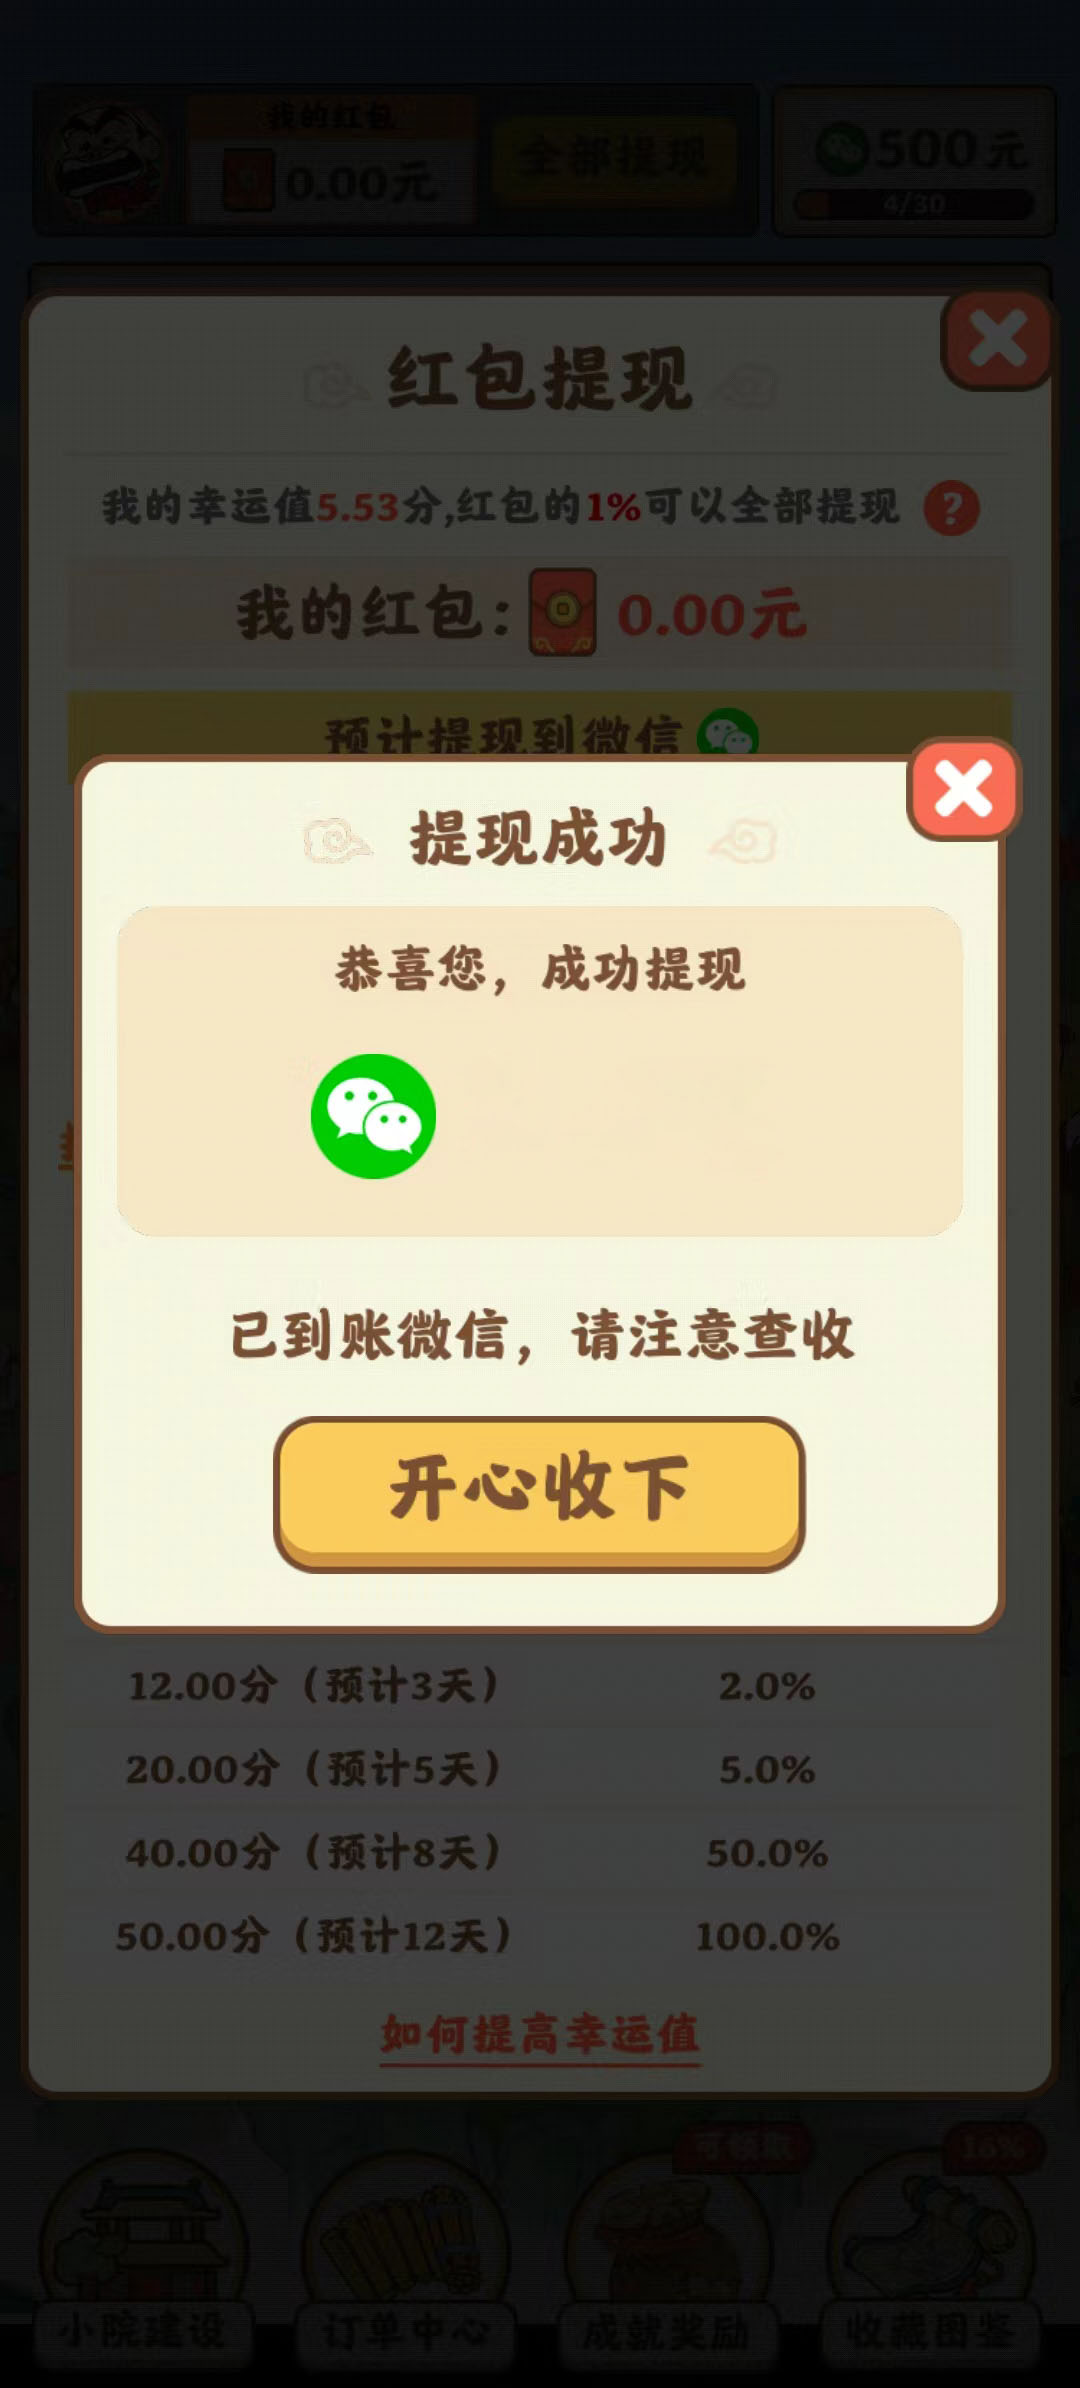 我的红包
0.00元
全部提现
500元
4/30
红包提现
我的幸运值5.53分,红包的1%可以全部提现
?
我的红包：
0.00元
预计提现到微信
提现成功
恭喜您，成功提现
已到账微信，请注意查收
开心收下
12.00分（预计3天） 2.0%
20.00分（预计5天） 5.0%
40.00分（预计8天） 50.0%
50.00分（预计12天） 100.0%
如何提高幸运值
可领取
16%
小院建设
订单中心
成就奖励
收藏图鉴